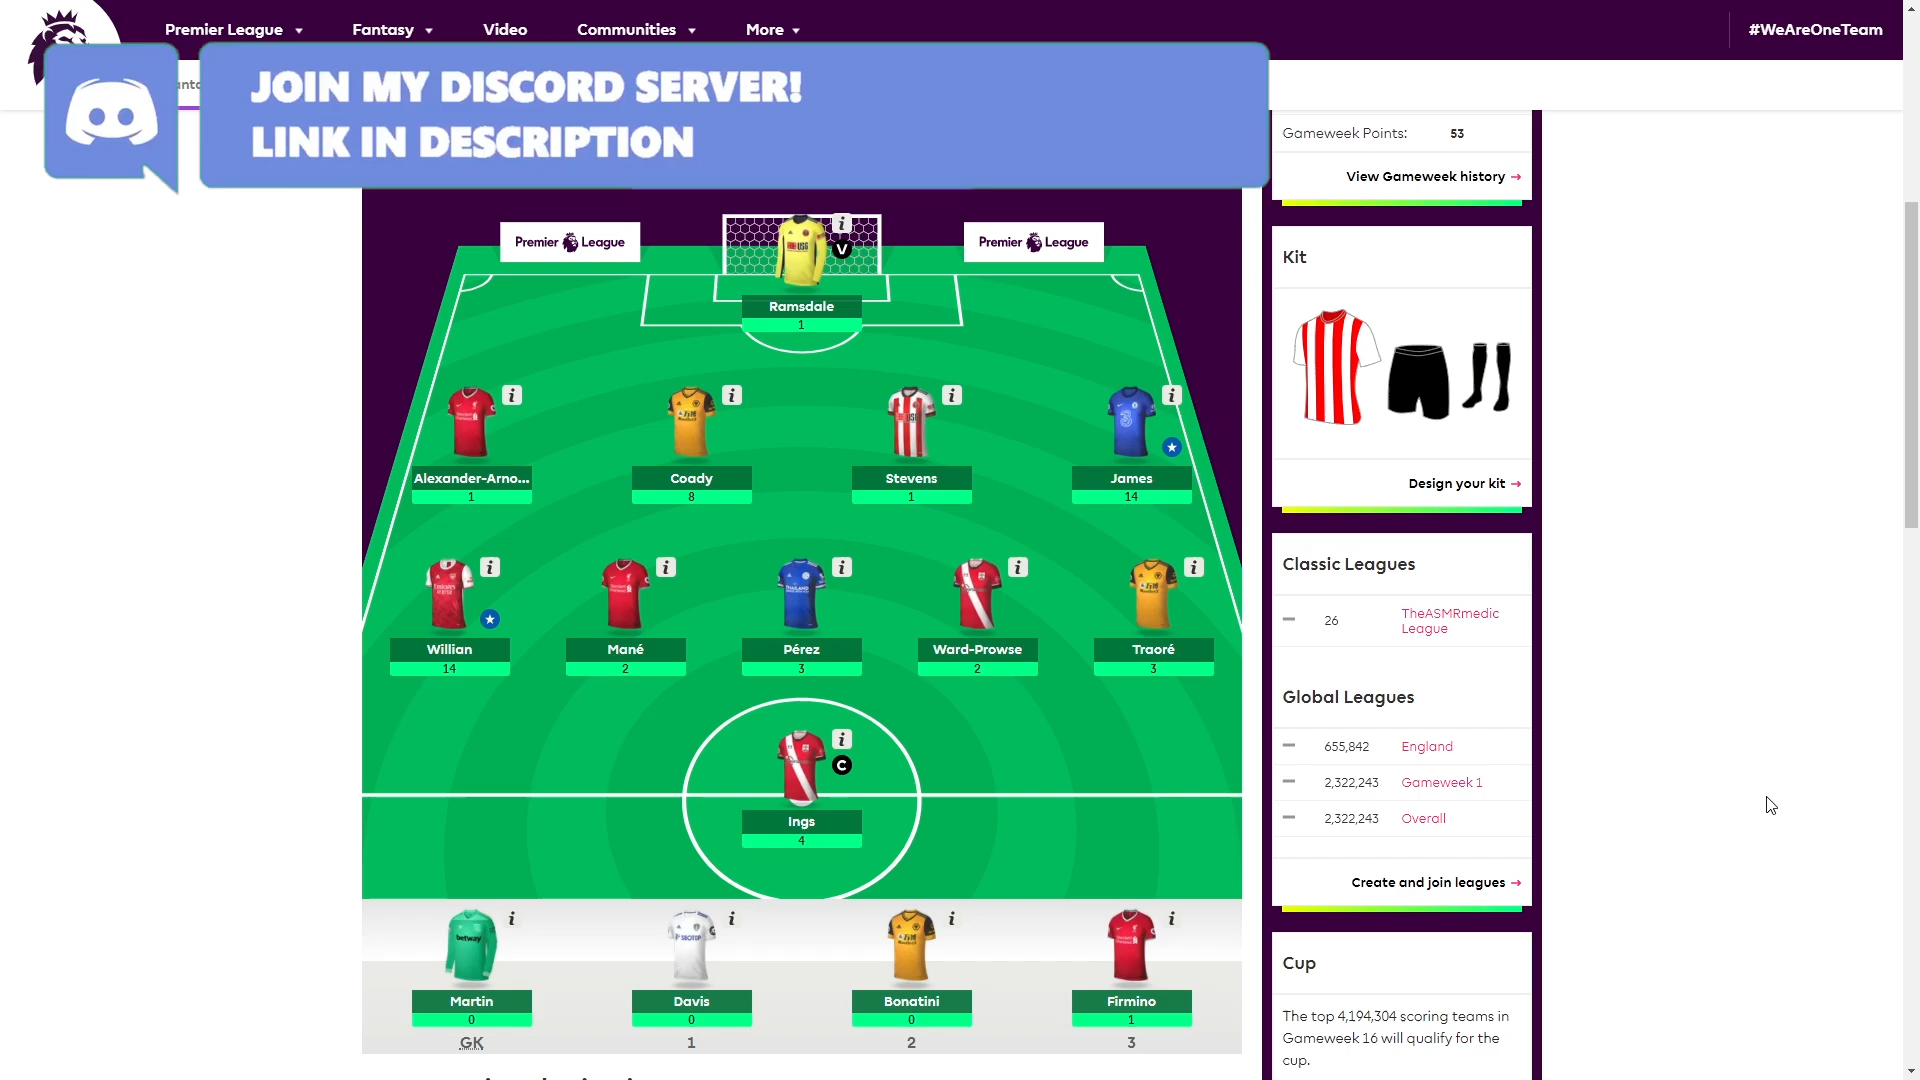 Premier League
Fantasy
Video
Communities
More
#WeAreOneTeam
JOIN MY DISCORD SERVER!
LINK IN DESCRIPTION
Gameweek Points: 53
View Gameweek history →
Premier League
Premier League
V
Ramsdale
1
Alexander-Arno...
1
Coady
8
Stevens
1
James
14
Willian
14
Mané
2
Pérez
3
Ward-Prowse
2
Traoré
3
C
Ings
4
betway
Martin
0
GK
Davis
0
1
Bonatini
0
2
Firmino
1
3
Kit
Design your kit →
Classic Leagues
26 TheASMRmedic
League
Global Leagues
655,842 England
2,322,243 Gameweek 1
2,322,243 Overall
Create and join leagues →
Cup
The top 4,194,304 scoring teams in
Gameweek 16 will qualify for the
cup.